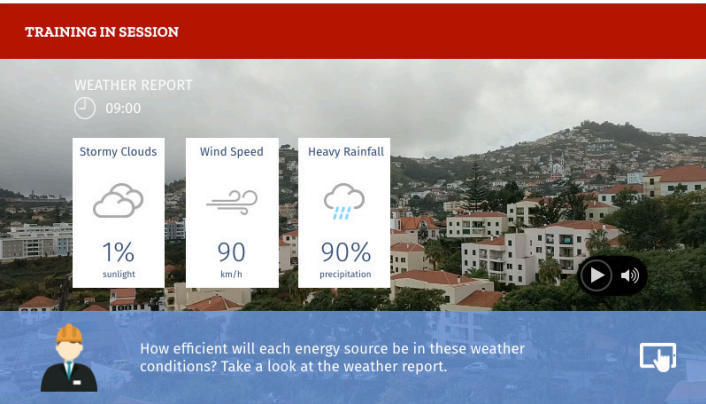 TRAINING IN SESSION
WEATHER REPORT
09:00
Stormy Clouds
Wind Speed
Heavy Rainfall
1%
90
90%
sunlight
km/h
precipitation
How efficient will each energy source be in these weather
conditions? Take a look at the weather report.